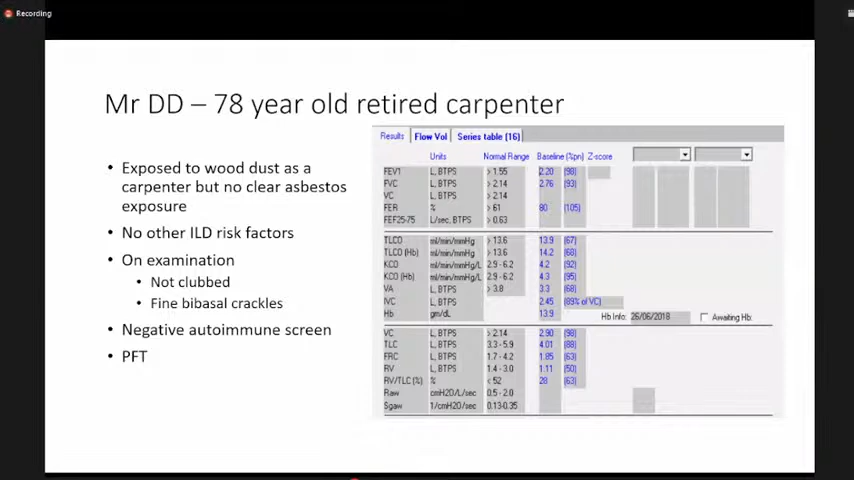 Recording
Mr DD – 78 year old retired carpenter
• Exposed to wood dust as a
carpenter but no clear asbestos
exposure
• No other ILD risk factors
• On examination
• Not clubbed
• Fine bibasal crackles
• Negative autoimmune screen
• PFT
Results Flow Vol Series table (16)
Units Normal Range Baseline (%pn) Z-score
FEV1 L, BTPS > 1.55 2.20 (98)
FVC L, BTPS > 2.14 2.76 (93)
VC L, BTPS > 2.14
FER % > 61 80 (105)
FEF25-75 L/sec, BTPS > 0.63
TLCO ml/min/mmHg > 13.6 13.9 (67)
TLCO (Hb) ml/min/mmHg > 13.6 14.2 (68)
KCO ml/min/mmHg/L 2.9 - 6.2 4.2 (92)
KCO (Hb) ml/min/mmHg/L 2.9 - 6.2 4.3 (95)
VA L, BTPS > 3.8 3.3 (68)
IVC L, BTPS 2.45 (89% of VC)
Hb gm/dL 13.9 Hb Info: 26/06/2018 Awaiting Hb:
VC L, BTPS > 2.14 2.90 (98)
TLC L, BTPS 3.3 - 5.9 4.01 (88)
FRC L, BTPS 1.7 - 4.2 1.85 (63)
RV L, BTPS 1.4 - 3.0 1.11 (50)
RV/TLC (%) % < 52 28 (63)
Raw cmH2O/L/sec 0.5 - 2.0
Sgaw 1/cmH2O/sec 0.13-0.35